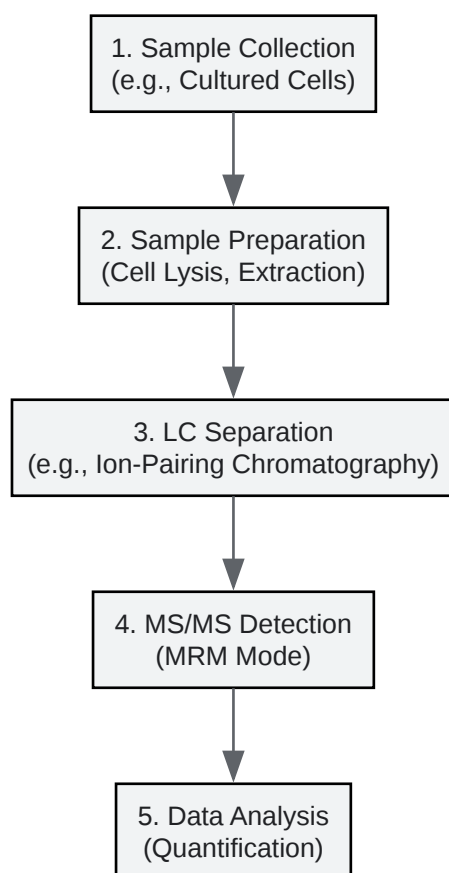 1. Sample Collection
(e.g., Cultured Cells)
2. Sample Preparation
(Cell Lysis, Extraction)
3. LC Separation
(e.g., Ion-Pairing Chromatography)
4. MS/MS Detection
(MRM Mode)
5. Data Analysis
(Quantification)